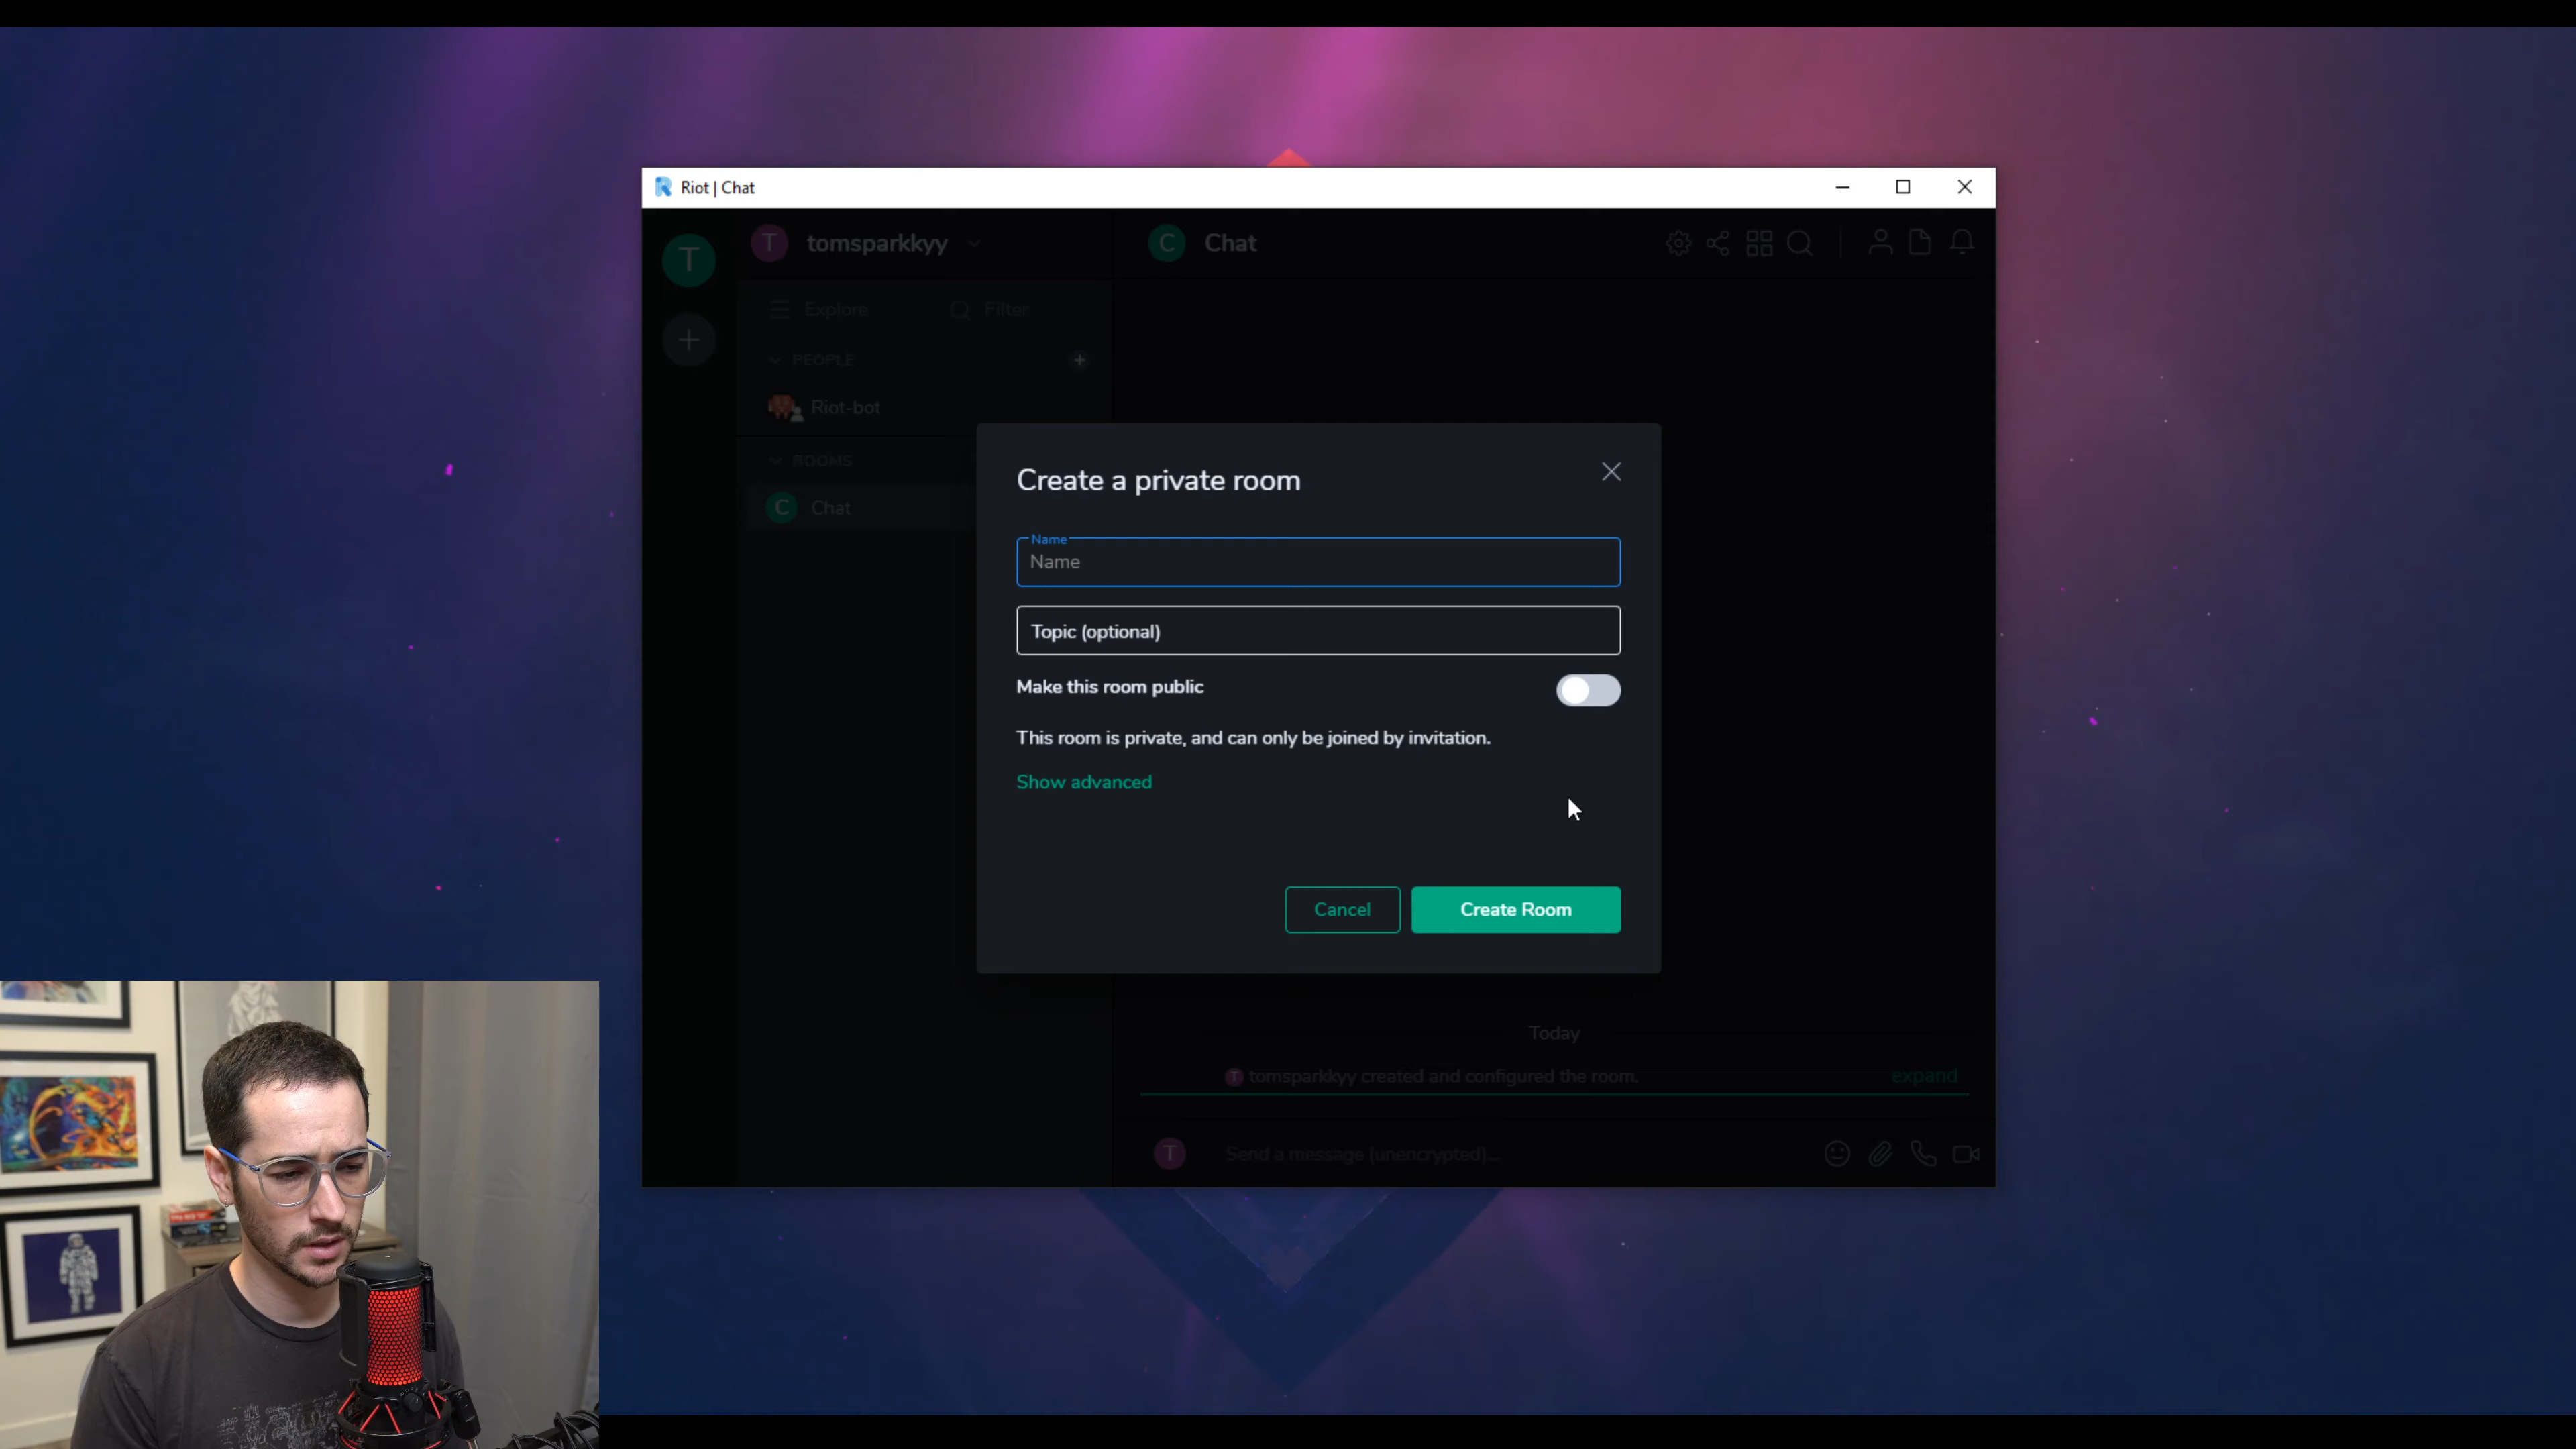 Riot | Chat
T
T tomsparkkyy
C Chat
Explore
Filter
PEOPLE
Riot-bot
ROOMS
C Chat
Create a private room
Name
Name
Topic (optional)
Make this room public
This room is private, and can only be joined by invitation.
Show advanced
Cancel
Create Room
Today
T tomsparkkyy created and configured the room.
expand
T Send a message (unencrypted)...